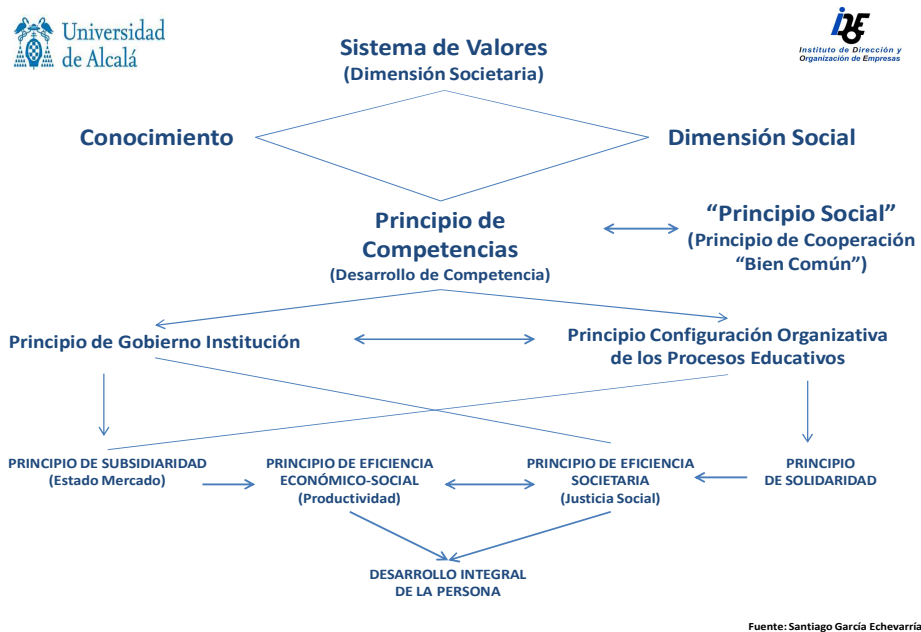 Universidad
de Alcalá
Sistema de Valores
(Dimensión Societaria)
Instituto de Dirección y
Organización de Empresas
Conocimiento
Dimensión Social
Principio de
Competencias
(Desarrollo de Competencia)
“Principio Social”
(Principio de Cooperación
“Bien Común”)
Principio de Gobierno Institución
Principio Configuración Organizativa
de los Procesos Educativos
PRINCIPIO DE SUBSIDIARIDAD
(Estado Mercado)
PRINCIPIO DE EFICIENCIA
ECONÓMICO-SOCIAL
(Productividad)
PRINCIPIO DE EFICIENCIA
SOCIETARIA
(Justicia Social)
PRINCIPIO
DE SOLIDARIDAD
DESARROLLO INTEGRAL
DE LA PERSONA
Fuente: Santiago García Echevarría